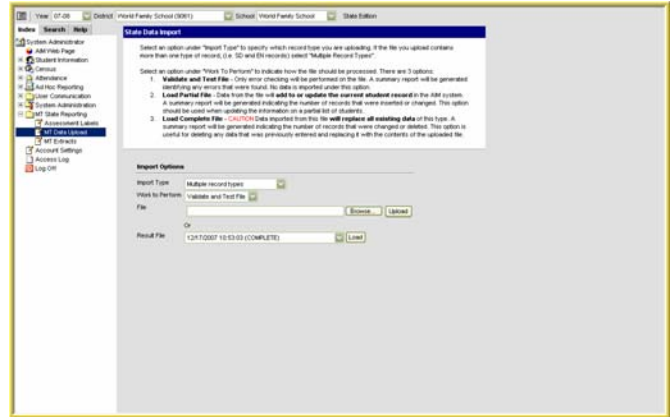 Year 07-08 District World Family School (9081) School World Family School State Edition
Index Search Help
System Administrator
AIM Web Page
Student Information
Census
Attendance
Ad Hoc Reporting
User Communication
System Administration
MT State Reporting
Assessment Labels
MT Data Upload
MT Extracts
Account Settings
Access Log
Log Off
State Data Import
Select an option under "Import Type" to specify which record type you are uploading. If the file you upload contains
more than one type of record, (i.e. SD and EN records) select "Multiple Record Types".
Select an option under "Work To Perform" to indicate how the file should be processed. There are 3 options:
1. Validate and Test File - Only error checking will be performed on the file. A summary report will be generated
identifying any errors that were found. No data is imported under this option.
2. Load Partial File - Data from the file will add to or update the current student record in the AIM system.
A summary report will be generated indicating the number of records that were inserted or changed. This option
should be used when updating the information on a partial list of students.
3. Load Complete File - CAUTION Data imported from this file will replace all existing data of this type. A
summary report will be generated indicating the number of records that were changed or deleted. This option is
useful for deleting any data that was previously entered and replacing it with the contents of the uploaded file.
Import Options
Import Type Multiple record types
Work to Perform Validate and Test File
File Browse... Upload
Or
Result File 12/17/2007 10:53:03 (COMPLETE) Load